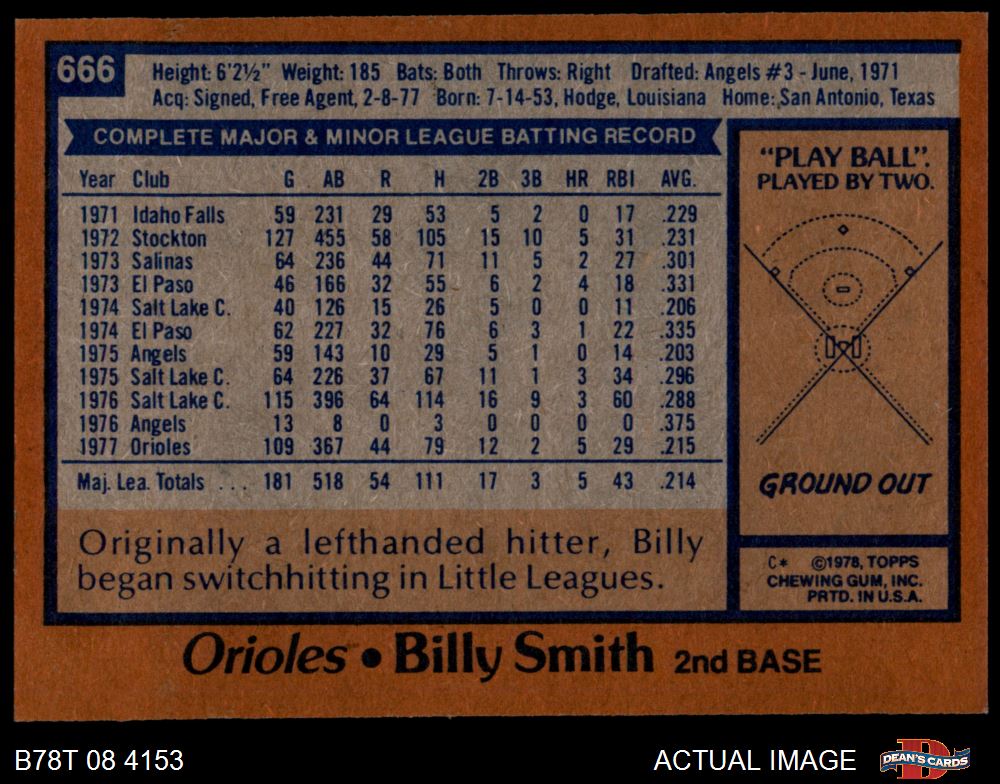 666
Height: 6'2½" Weight: 185 Bats: Both Throws: Right Drafted: Angels #3 - June, 1971
Acq: Signed, Free Agent, 2-8-77 Born: 7-14-53, Hodge, Louisiana Home: San Antonio, Texas
COMPLETE MAJOR & MINOR LEAGUE BATTING RECORD
Year Club G AB R H 2B 3B HR RBI AVG.
1971 Idaho Falls 59 231 29 53 5 2 0 17 .229
1972 Stockton 127 455 58 105 15 10 5 31 .231
1973 Salinas 64 236 44 71 11 5 2 27 .301
1973 El Paso 46 166 32 55 6 2 4 18 .331
1974 Salt Lake C. 40 126 15 26 5 0 0 11 .206
1974 El Paso 62 227 32 76 6 3 1 22 .335
1975 Angels 59 143 10 29 5 1 0 14 .203
1975 Salt Lake C. 64 226 37 67 11 1 3 34 .296
1976 Salt Lake C. 115 396 64 114 16 9 3 60 .288
1976 Angels 13 8 0 3 0 0 0 0 .375
1977 Orioles 109 367 44 79 12 2 5 29 .215
Maj. Lea. Totals ... 181 518 54 111 17 3 5 43 .214
Originally a lefthanded hitter, Billy
began switchhitting in Little Leagues.
"PLAY BALL".
PLAYED BY TWO.
GROUND OUT
C* ©1978, TOPPS
CHEWING GUM, INC.
PRTD. IN U.S.A.
Orioles • Billy Smith 2nd BASE
B78T 08 4153
ACTUAL IMAGE
D
DEAN'S CARDS